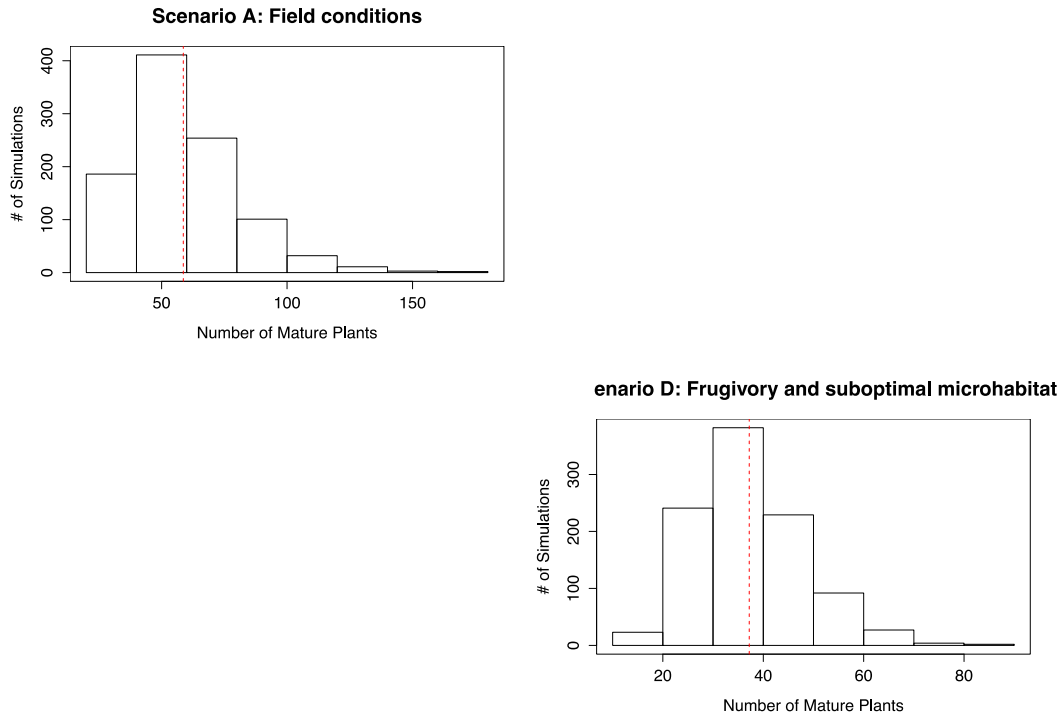 Scenario A: Field conditions
# of Simulations
400
300
200
100
0
50 100 150
Number of Mature Plants
enario D: Frugivory and suboptimal microhabitat
# of Simulations
300
200
100
0
20 40 60 80
Number of Mature Plants